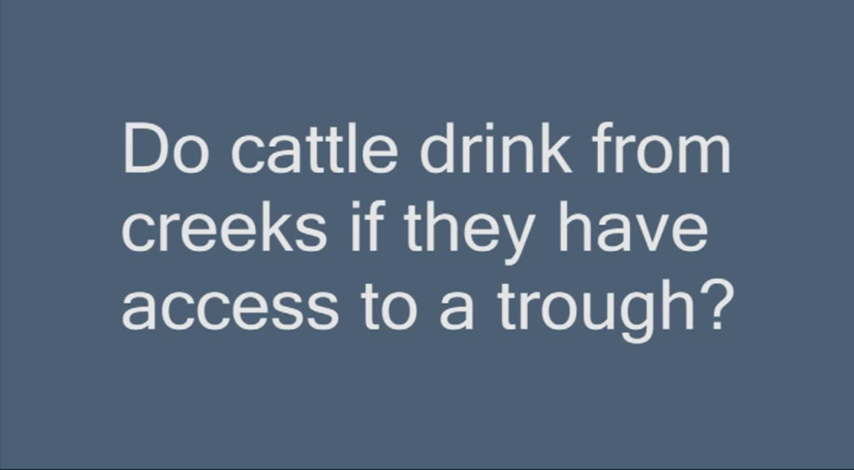 Do cattle drink from
creeks if they have
access to a trough?